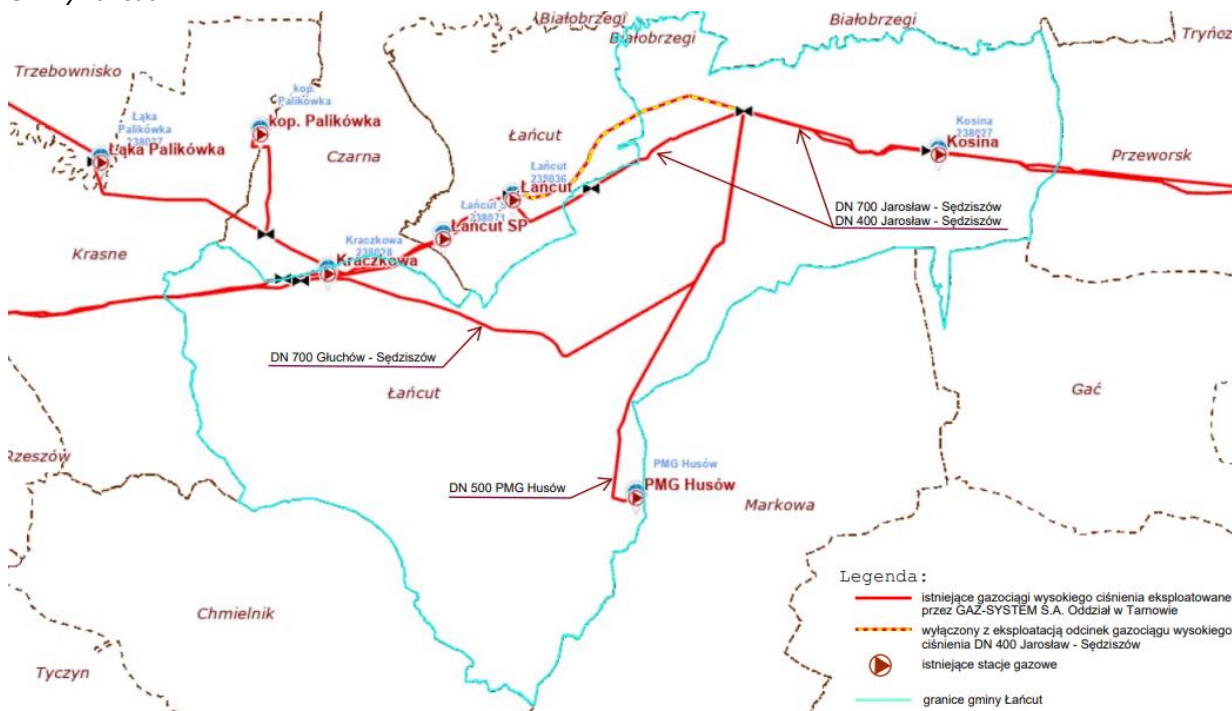 Białobrzegi
Białobrzegi
Białobrzegi
Tryńcz
Trzebownisko
kop.
Palikówka
kop. Palikówka
Łąka
Palikówka
238027
Łąka Palikówka
Czarna
Łańcut
Kosina
238027
Kosina
Przeworsk
Łańcut
238036
Łańcut
Łańcut S
238071
Łańcut SP
DN 700 Jarosław - Sędziszów
DN 400 Jarosław - Sędziszów
Krasne
Kraczkowa
238028
Kraczkowa
DN 700 Głuchów - Sędziszów
Łańcut
Gać
Rzeszów
PMG Husów
PMG Husów
DN 500 PMG Husów
Markowa
Chmielnik
Tyczyn
Legenda:
istniejące gazociągi wysokiego ciśnienia eksploatowane
przez GAZ-SYSTEM S.A. Oddział w Tarnowie
wyłączony z eksploatacją odcinek gazociągu wysokiego
ciśnienia DN 400 Jarosław - Sędziszów
istniejące stacje gazowe
granice gminy Łańcut